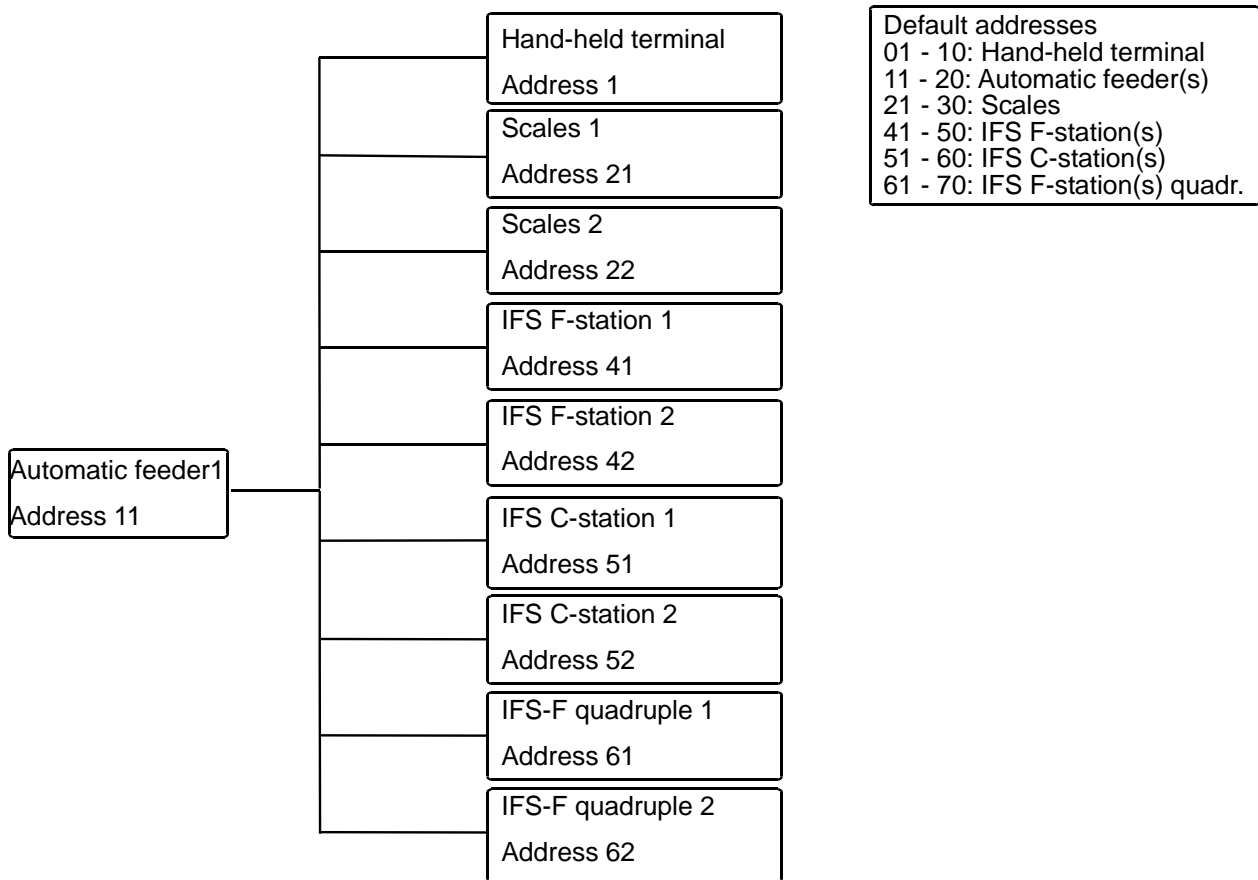 Hand-held terminal
Address 1
Scales 1
Address 21
Scales 2
Address 22
IFS F-station 1
Address 41
IFS F-station 2
Address 42
Automatic feeder1
Address 11
IFS C-station 1
Address 51
IFS C-station 2
Address 52
IFS-F quadruple 1
Address 61
IFS-F quadruple 2
Address 62
Default addresses
01 - 10: Hand-held terminal
11 - 20: Automatic feeder(s)
21 - 30: Scales
41 - 50: IFS F-station(s)
51 - 60: IFS C-station(s)
61 - 70: IFS F-station(s) quadr.